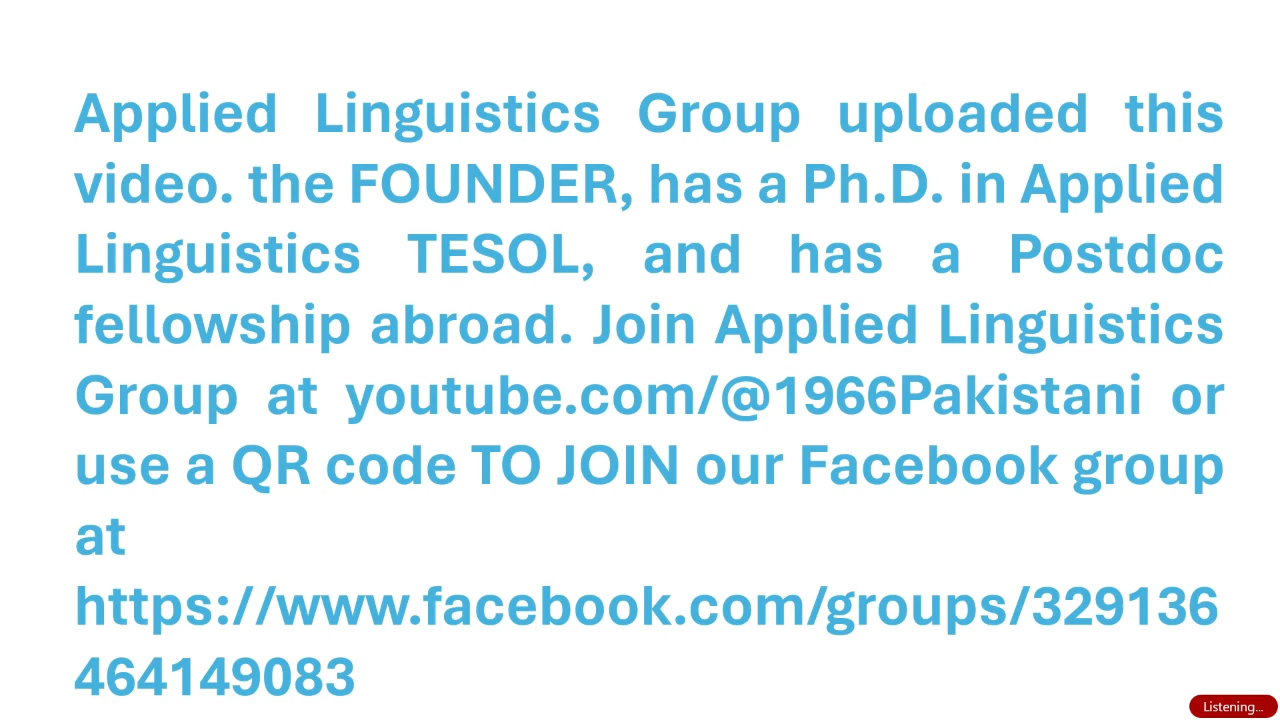 Applied Linguistics Group uploaded this
video. the FOUNDER, has a Ph.D. in Applied
Linguistics TESOL, and has a Postdoc
fellowship abroad. Join Applied Linguistics
Group at youtube.com/@1966Pakistani or
use a QR code TO JOIN our Facebook group
at
https://www.facebook.com/groups/329136
464149083
Listening...